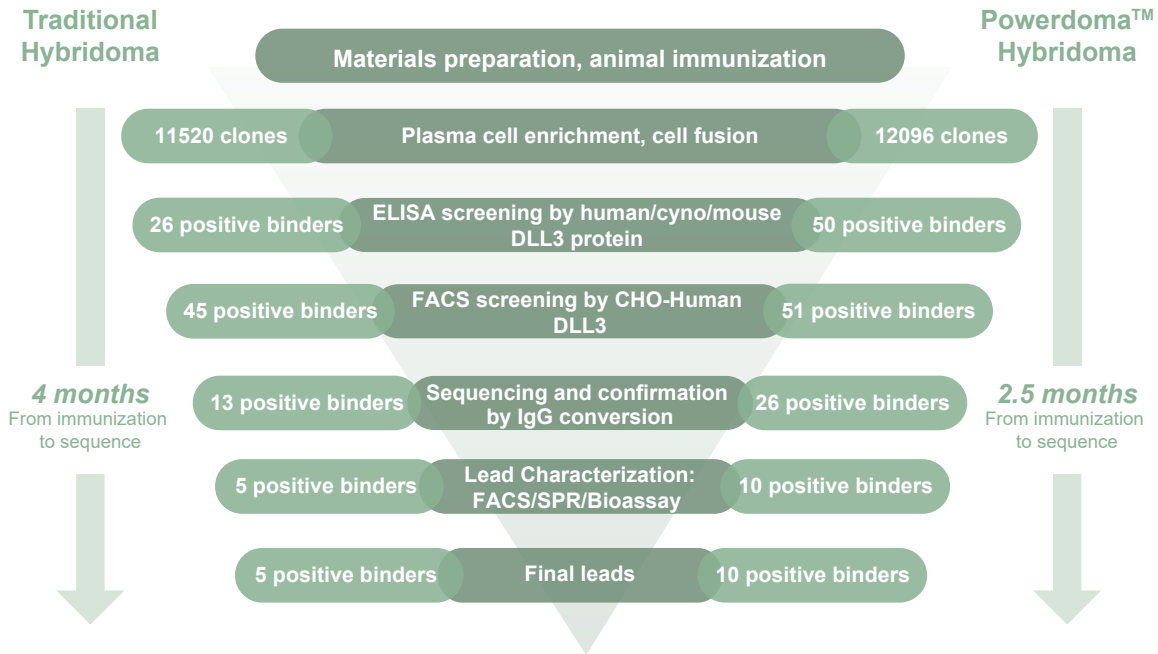 Traditional
Hybridoma
Powerdoma™
Hybridoma
Materials preparation, animal immunization
11520 clones
Plasma cell enrichment, cell fusion
12096 clones
26 positive binders
ELISA screening by human/cyno/mouse
DLL3 protein
50 positive binders
45 positive binders
FACS screening by CHO-Human
DLL3
51 positive binders
4 months
From immunization
to sequence
13 positive binders
Sequencing and confirmation
by IgG conversion
26 positive binders
2.5 months
From immunization
to sequence
5 positive binders
Lead Characterization:
FACS/SPR/Bioassay
10 positive binders
5 positive binders
Final leads
10 positive binders